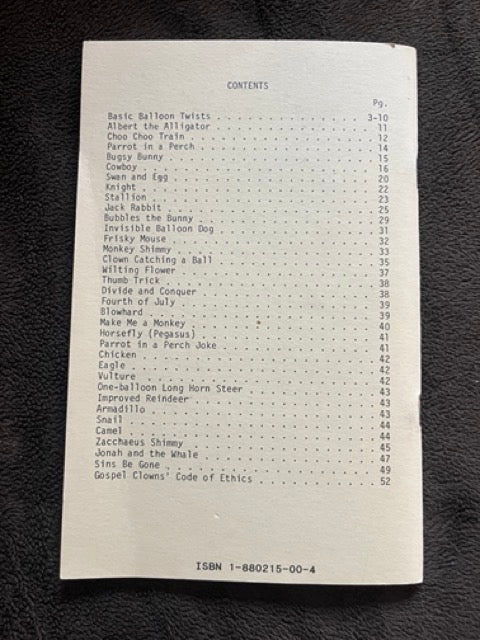 CONTENTS
Pg.
Basic Balloon Twists . . . . . . . . . . . . . 3-10
Albert the Alligator . . . . . . . . . . . . . 11
Choo Choo Train . . . . . . . . . . . . . . . 12
Parrot in a Perch . . . . . . . . . . . . . . 14
Bugsy Bunny . . . . . . . . . . . . . . . . . 15
Cowboy . . . . . . . . . . . . . . . . . . . 16
Swan and Egg . . . . . . . . . . . . . . . . 20
Knight . . . . . . . . . . . . . . . . . . . 22
Stallion . . . . . . . . . . . . . . . . . . 23
Jack Rabbit . . . . . . . . . . . . . . . . . 25
Bubbles the Bunny . . . . . . . . . . . . . . 29
Invisible Balloon Dog . . . . . . . . . . . . 31
Frisky Mouse . . . . . . . . . . . . . . . . 32
Monkey Shimmy . . . . . . . . . . . . . . . . 33
Clown Catching a Ball . . . . . . . . . . . . 35
Wilting Flower . . . . . . . . . . . . . . . 37
Thumb Trick . . . . . . . . . . . . . . . . . 38
Divide and Conquer . . . . . . . . . . . . . 38
Fourth of July . . . . . . . . . . . . . . . 39
Blowhard . . . . . . . . . . . . . . . . . . 39
Make Me a Monkey . . . . . . . . . . . . . . 40
Horsefly (Pegasus) . . . . . . . . . . . . . 41
Parrot in a Perch Joke . . . . . . . . . . . 41
Chicken . . . . . . . . . . . . . . . . . . . 42
Eagle . . . . . . . . . . . . . . . . . . . . 42
Vulture . . . . . . . . . . . . . . . . . . . 42
One-balloon Long Horn Steer . . . . . . . . . 43
Improved Reindeer . . . . . . . . . . . . . . 43
Armadillo . . . . . . . . . . . . . . . . . . 43
Snail . . . . . . . . . . . . . . . . . . . . 44
Camel . . . . . . . . . . . . . . . . . . . . 44
Zacchaeus Shimmy . . . . . . . . . . . . . . 45
Jonah and the Whale . . . . . . . . . . . . . 47
Sins Be Gone . . . . . . . . . . . . . . . . 49
Gospel Clowns' Code of Ethics . . . . . . . . 52
ISBN 1-880215-00-4